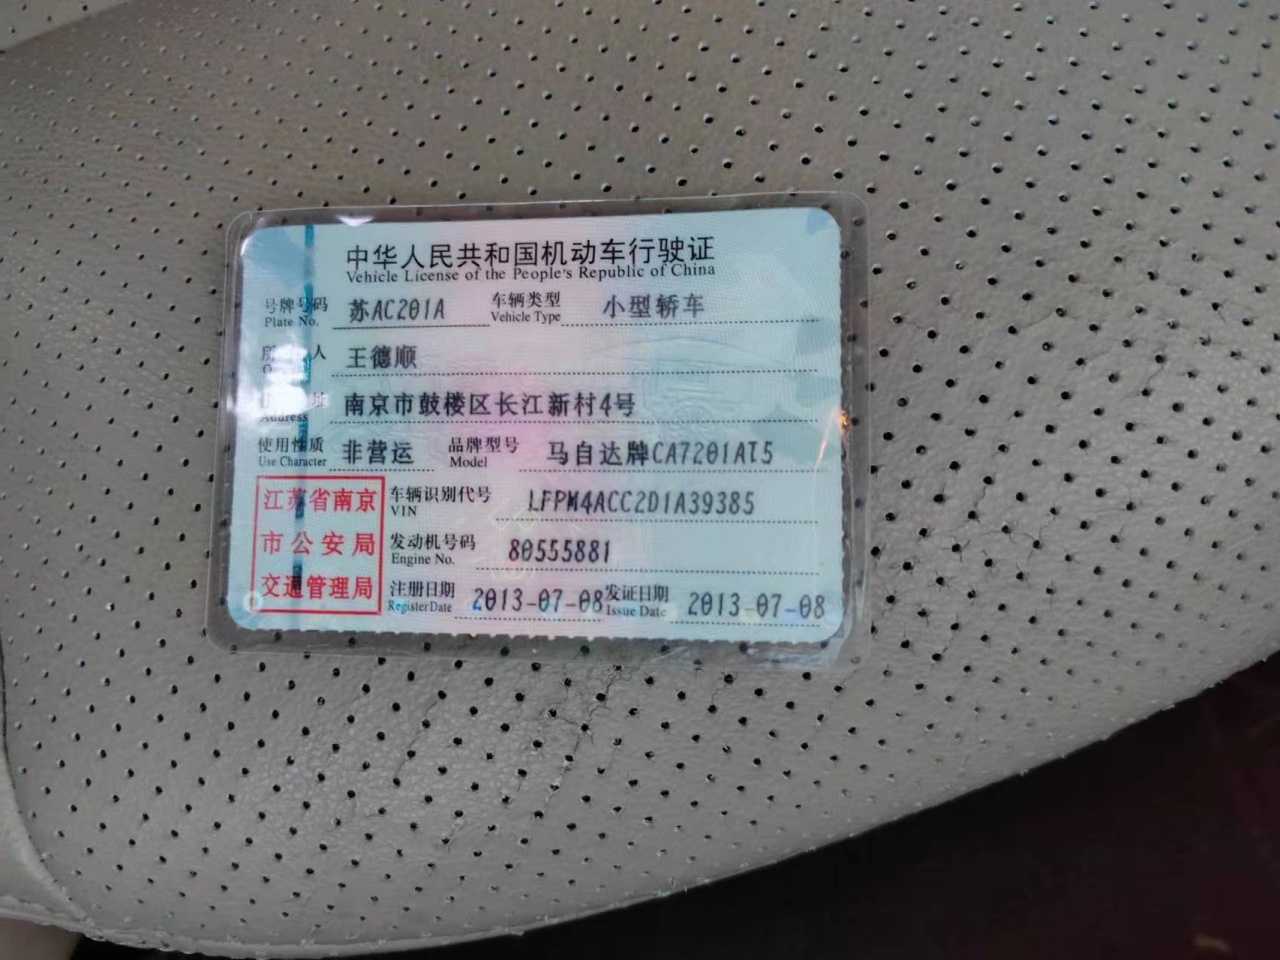 中华人民共和国机动车行驶证
Vehicle License of the People's Republic of China
号牌号码 苏AC201A 车辆类型 小型轿车
Plate No. Vehicle Type
人 王德顺
址 南京市鼓楼区长江新村4号
Address
使用性质 非营运 品牌型号 马自达牌CA7201AT5
Use Character Model
江苏省南京
市公安局
交通管理局
车辆识别代号 LFPM4ACC2D1A39385
VIN
发动机号码 80555881
Engine No.
注册日期 2013-07-08 发证日期 2013-07-08
Register Date Issue Date